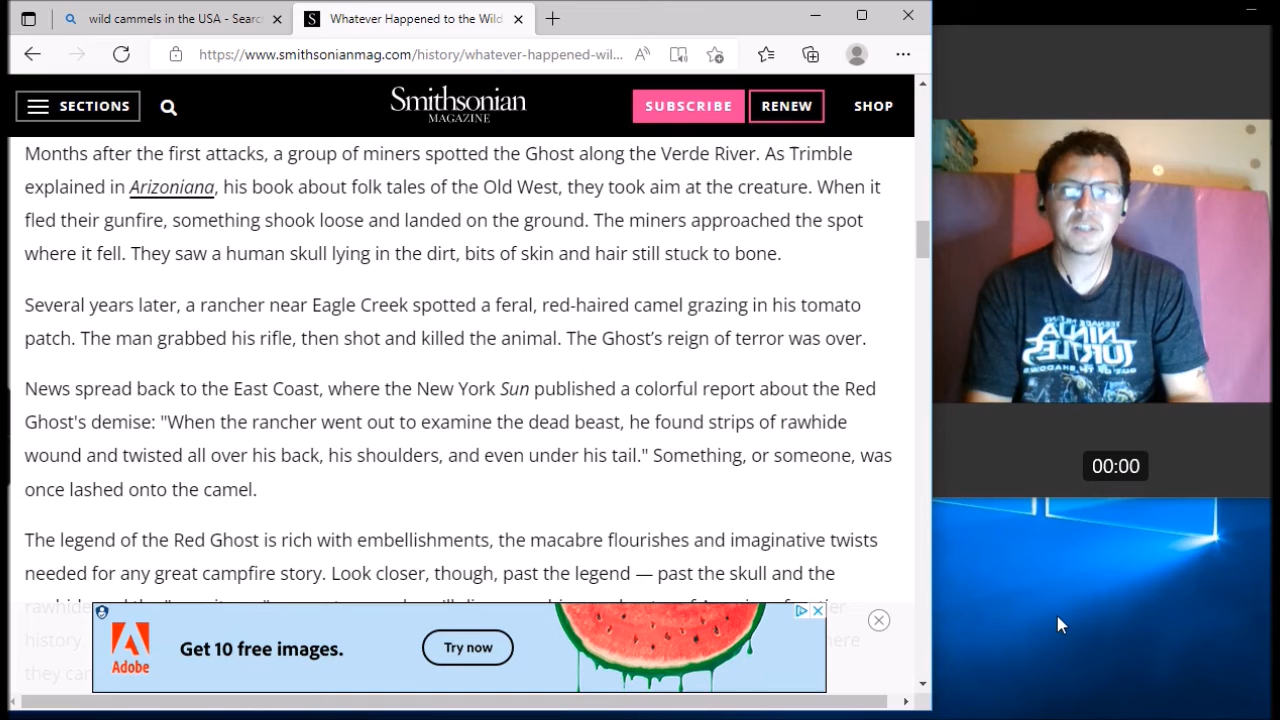 wild cammels in the USA - Searc
Whatever Happened to the Wild
https://www.smithsonianmag.com/history/whatever-happened-wil...
SECTIONS
Smithsonian
MAGAZINE
SUBSCRIBE
RENEW
SHOP
Months after the first attacks, a group of miners spotted the Ghost along the Verde River. As Trimble
explained in Arizoniana, his book about folk tales of the Old West, they took aim at the creature. When it
fled their gunfire, something shook loose and landed on the ground. The miners approached the spot
where it fell. They saw a human skull lying in the dirt, bits of skin and hair still stuck to bone.
Several years later, a rancher near Eagle Creek spotted a feral, red-haired camel grazing in his tomato
patch. The man grabbed his rifle, then shot and killed the animal. The Ghost’s reign of terror was over.
News spread back to the East Coast, where the New York Sun published a colorful report about the Red
Ghost's demise: "When the rancher went out to examine the dead beast, he found strips of rawhide
wound and twisted all over his back, his shoulders, and even under his tail." Something, or someone, was
once lashed onto the camel.
The legend of the Red Ghost is rich with embellishments, the macabre flourishes and imaginative twists
needed for any great campfire story. Look closer, though, past the legend — past the skull and the
history
they
Adobe
Get 10 free images.
Try now
TEENAGE MUTANT
NINJA
TURTLES
OUT OF THE SHADOWS
00:00